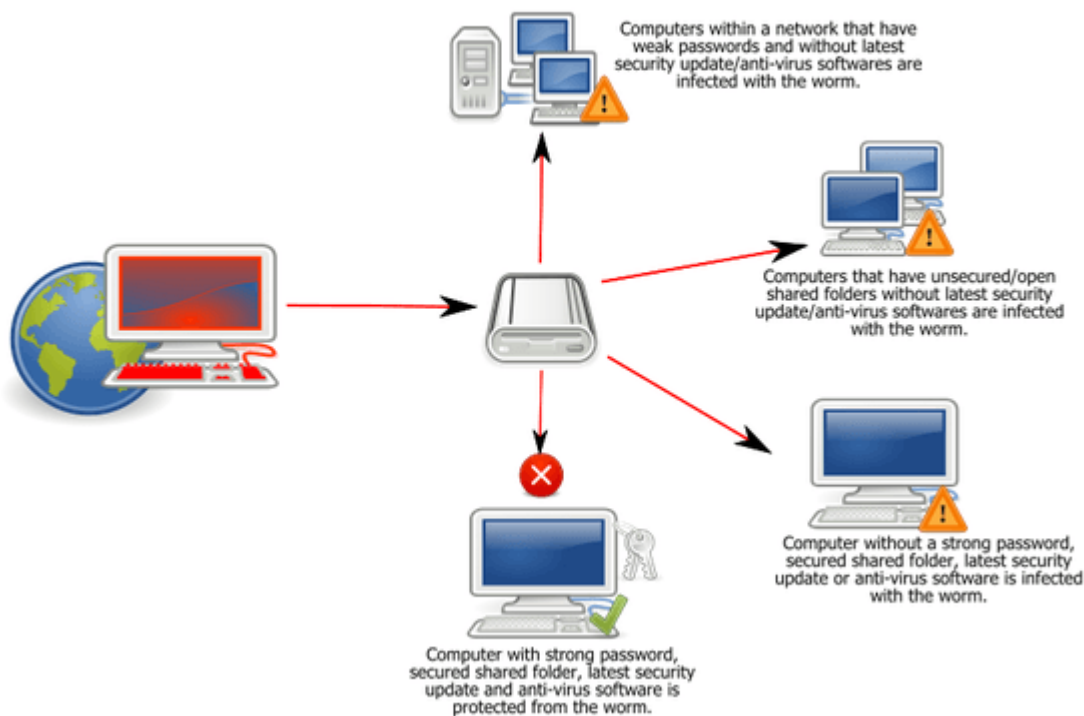 Computers within a network that have
weak passwords and without latest
security update/anti-virus softwares are
infected with the worm.
Computers that have unsecured/open
shared folders without latest security
update/anti-virus softwares are infected
with the worm.
Computer without a strong password,
secured shared folder, latest security
update or anti-virus software is infected
with the worm.
Computer with strong password,
secured shared folder, latest security
update and anti-virus software is
protected from the worm.